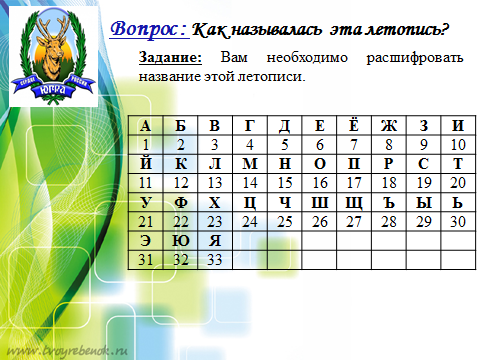 Вопрос: Как называлась эта летопись?
Задание: Вам необходимо расшифровать
название этой летописи.
А Б В Г Д Е Ё Ж З И
1 2 3 4 5 6 7 8 9 10
Й К Л М Н О П Р С Т
11 12 13 14 15 16 17 18 19 20
У Ф Х Ц Ч Ш Щ Ъ Ы Ь
21 22 23 24 25 26 27 28 29 30
Э Ю Я
31 32 33
ЮГРА
www.tvoyrebenok.ru